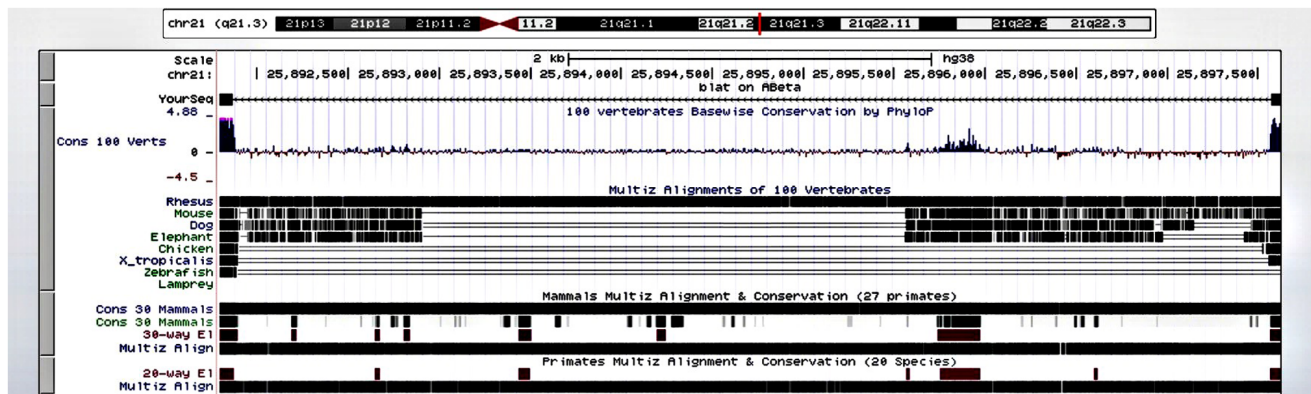 chr21 (q21.3) 21p13 21p12 21p11.2 11.2 21q21.1 21q21.2 21q21.3 21q22.11 21q22.2 21q22.3
Scale 2 kb hg38
chr21: 25,892,500 25,893,000 25,893,500 25,894,000 25,894,500 25,895,000 25,895,500 25,896,000 25,896,500 25,897,000 25,897,500
blat on ABeta
YourSeq
100 vertebrates Basewise Conservation by PhyloP
4.88 _
Cons 100 Verts
0 -
-4.5 _
Multiz Alignments of 100 Vertebrates
Rhesus
Mouse
Dog
Elephant
Chicken
X_tropicalis
Zebrafish
Lamprey
Mammals Multiz Alignment & Conservation (27 primates)
Cons 30 Mammals
Cons 30 Mammals
30-way El
Multiz Align
Primates Multiz Alignment & Conservation (20 Species)
20-way El
Multiz Align